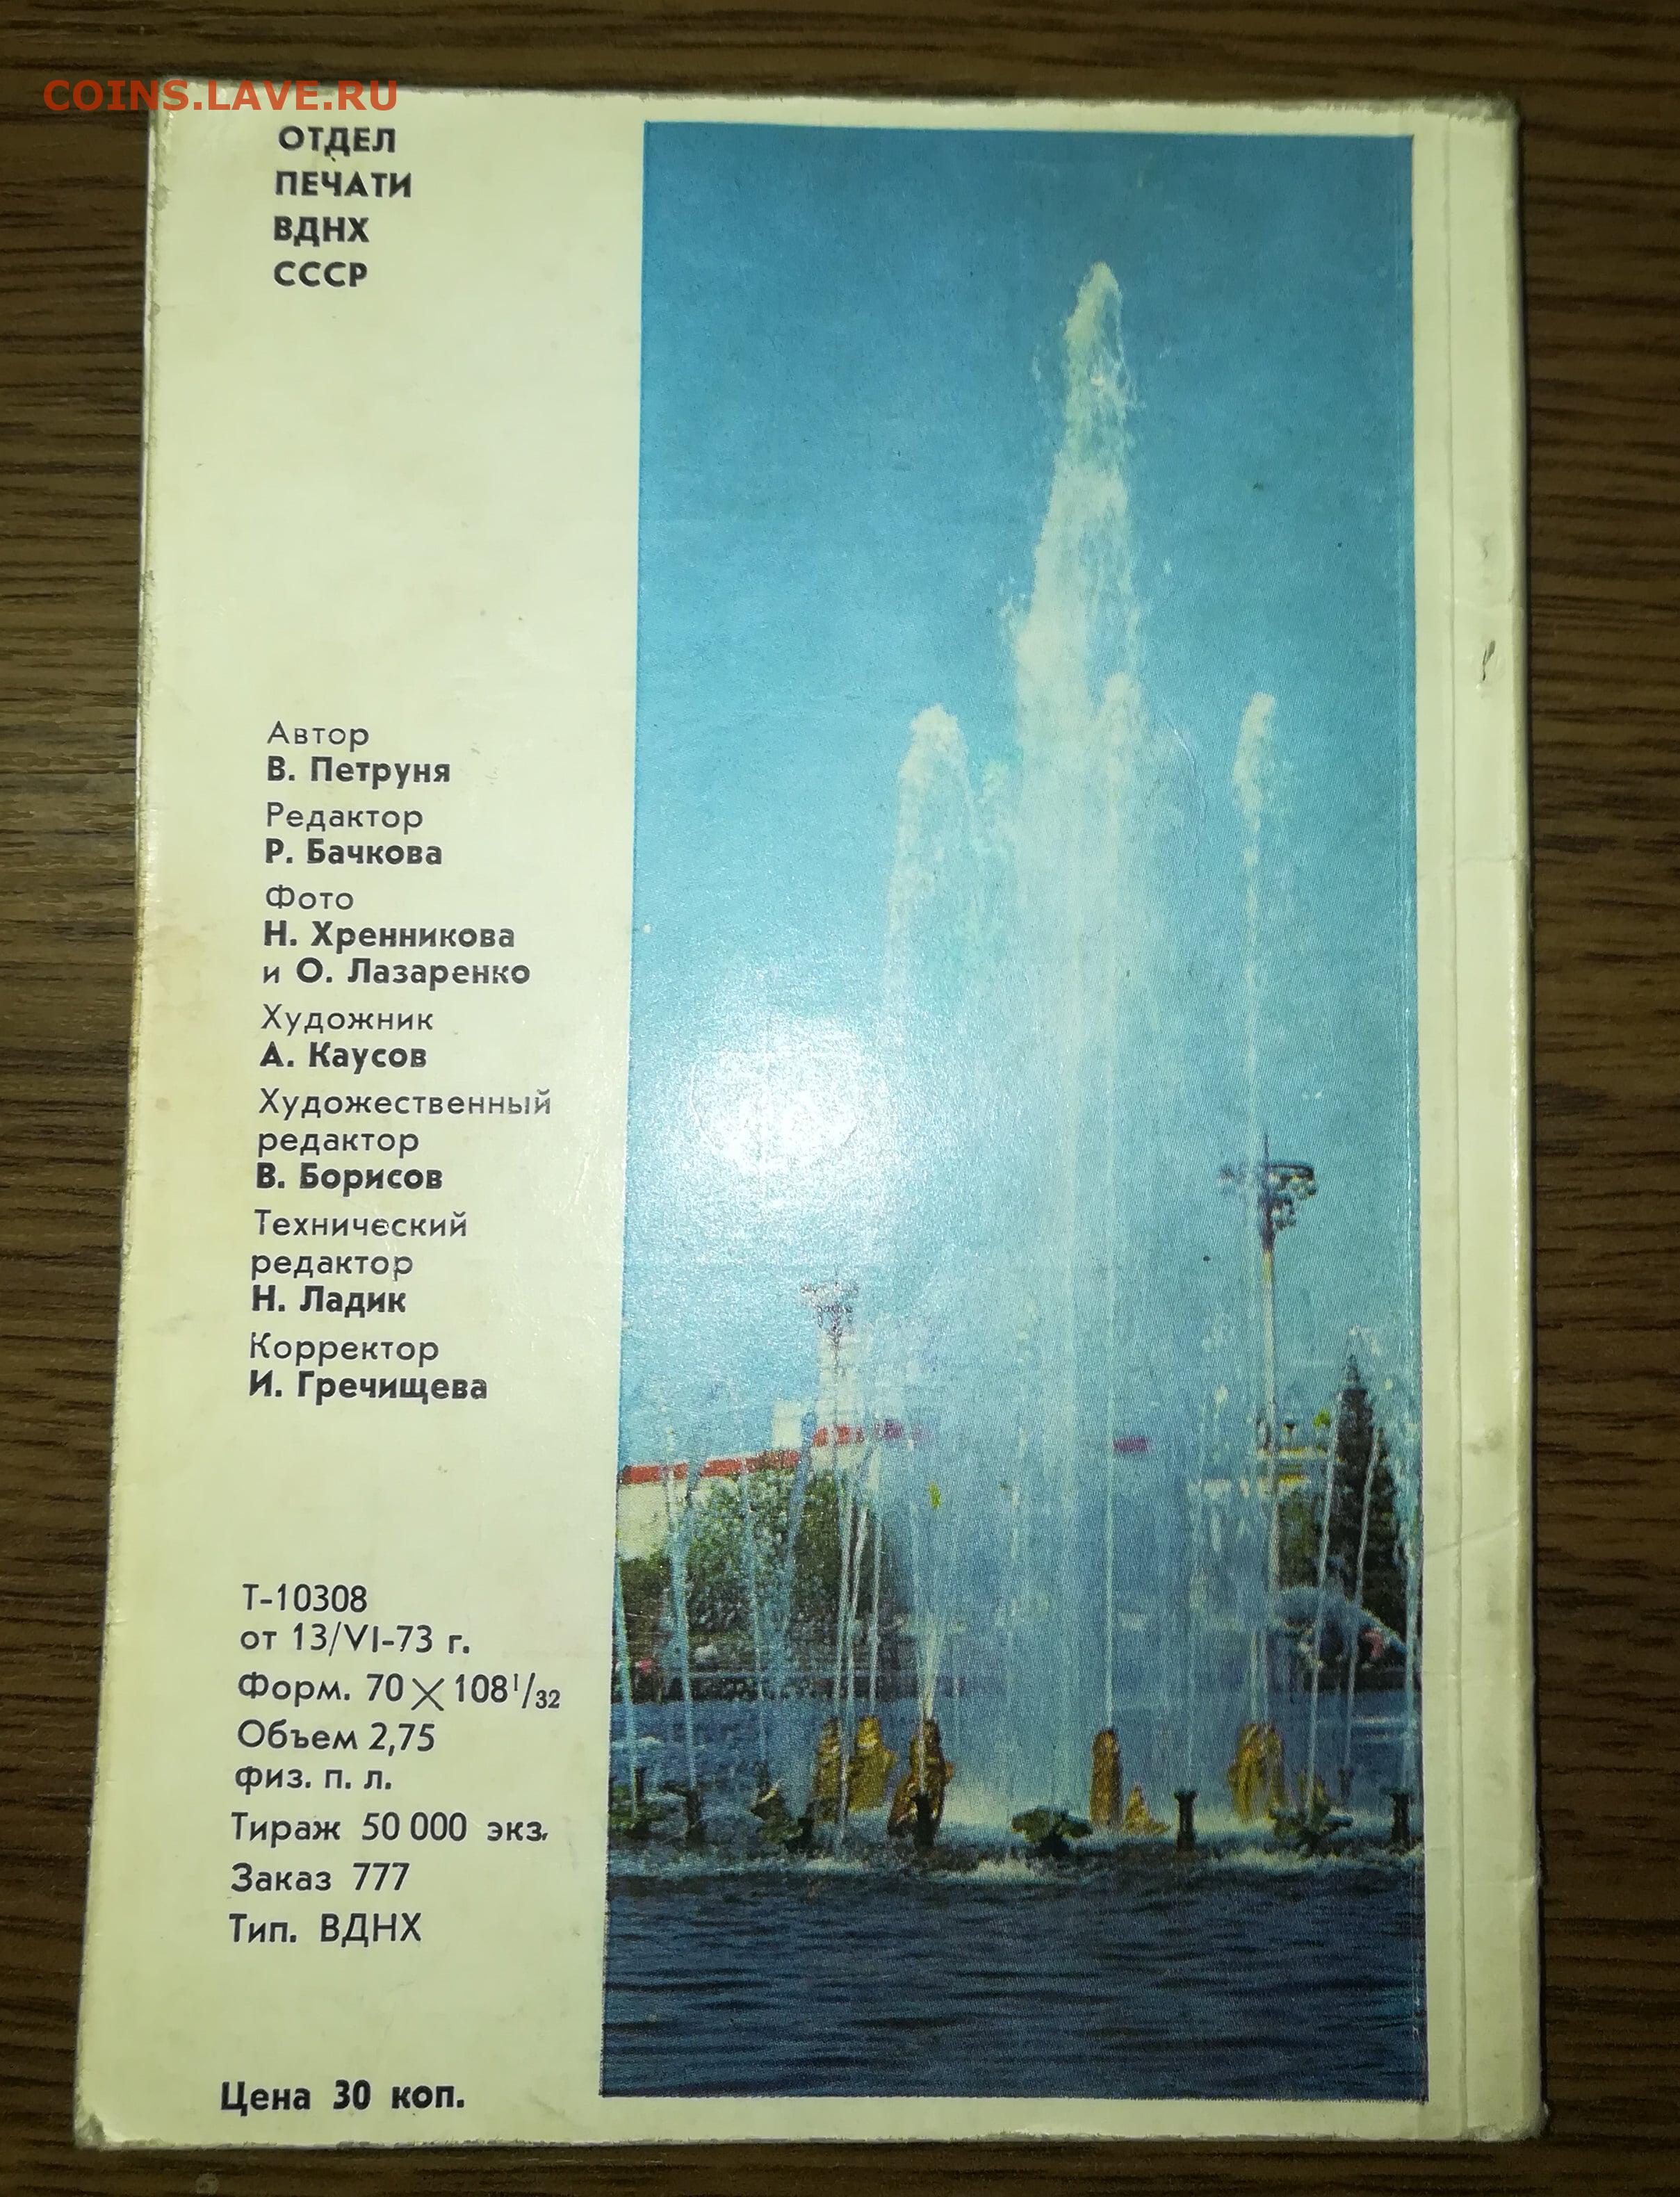 COINS.LAVE.RU
ОТДЕЛ
ПЕЧАТИ
ВДНХ
СССР
Автор
В. Петруня
Редактор
Р. Бачкова
Фото
Н. Хренникова
и О. Лазаренко
Художник
А. Каусов
Художественный
редактор
В. Борисов
Технический
редактор
Н. Ладик
Корректор
И. Гречищева
Т-10308
от 13/VI-73 г.
Форм. 70×108 1/32
Объем 2,75
физ. п. л.
Тираж 50 000 экз.
Заказ 777
Тип. ВДНХ
Цена 30 коп.